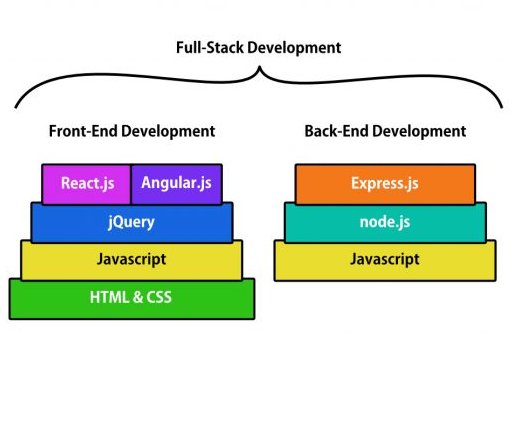 Full-Stack Development
Front-End Development
Back-End Development
React.js
Angular.js
jQuery
Javascript
HTML & CSS
Express.js
node.js
Javascript